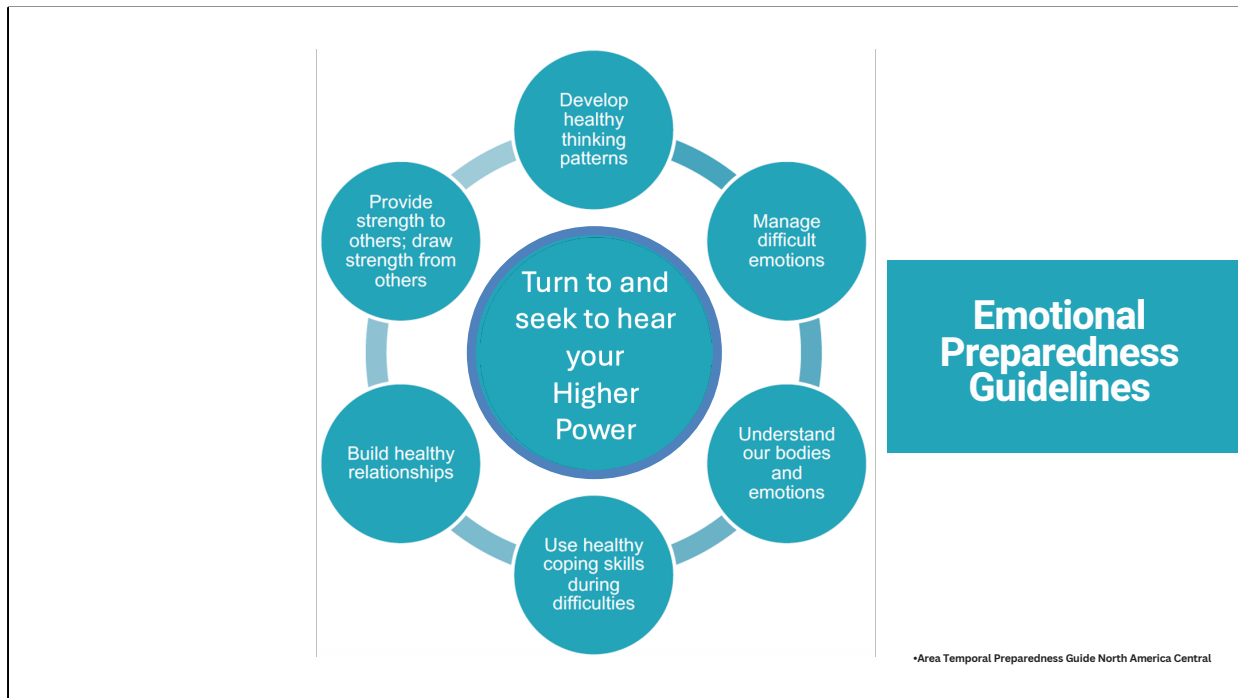 Develop
healthy
thinking
patterns
Manage
difficult
emotions
Understand
our bodies
and
emotions
Use healthy
coping skills
during
difficulties
Build healthy
relationships
Provide
strength to
others; draw
strength from
others
Turn to and
seek to hear
your
Higher
Power
Emotional
Preparedness
Guidelines
•Area Temporal Preparedness Guide North America Central